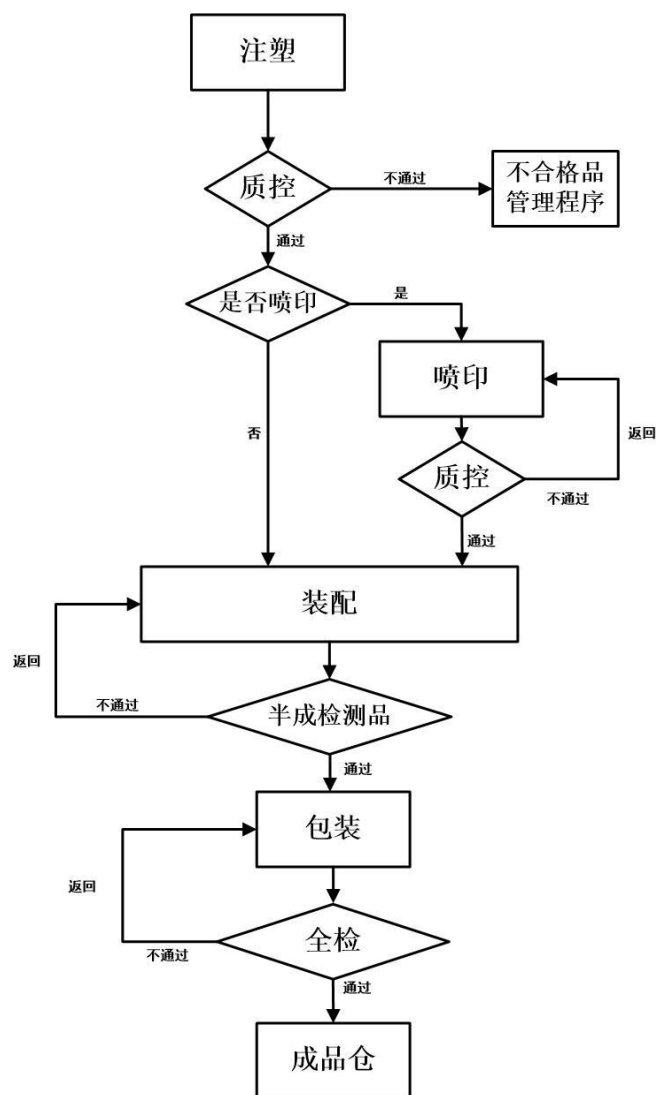 注塑
质控
不通过
不合格品
管理程序
通过
是否喷印
是
喷印
否
返回
质控
不通过
通过
装配
返回
不通过
半成检测品
通过
包装
返回
不通过
全检
通过
成品仓